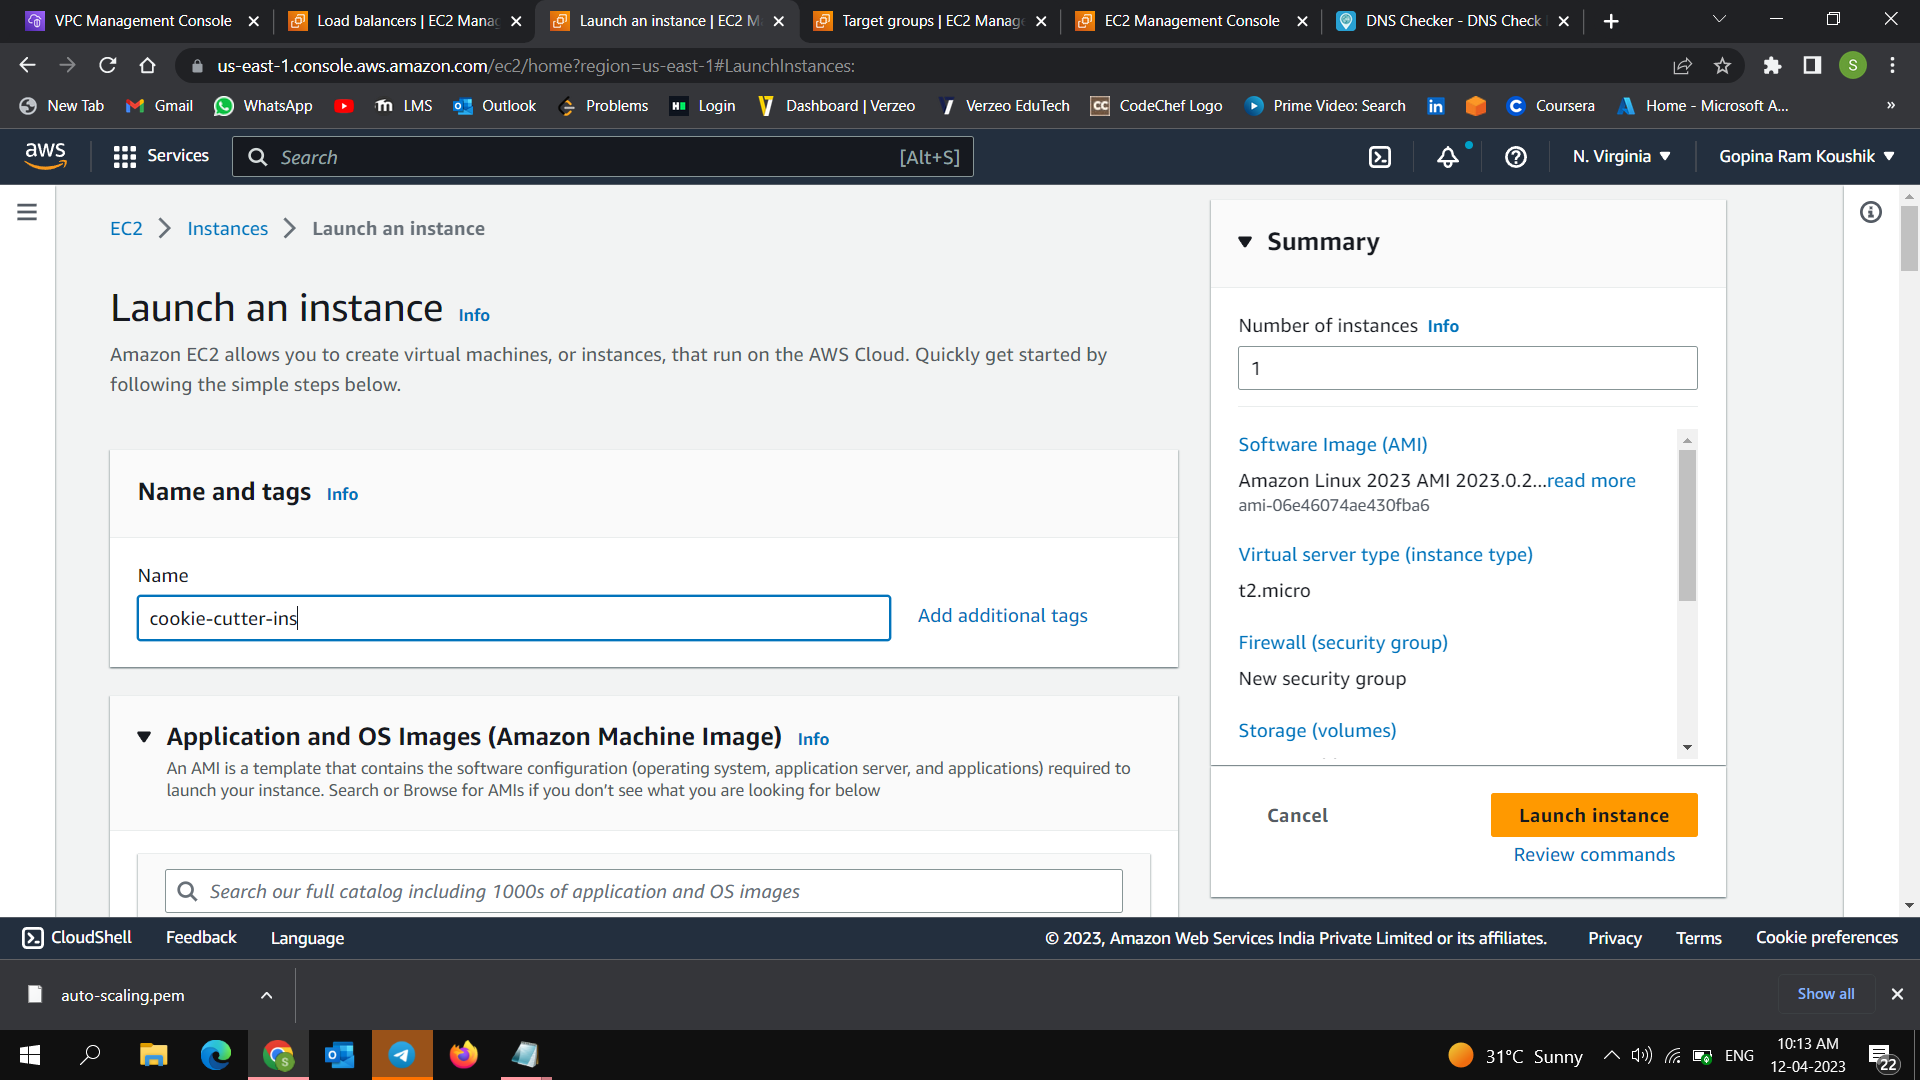 VPC Management Console
Load balancers | EC2 Manag
Launch an instance | EC2 M
Target groups | EC2 Manage
EC2 Management Console
DNS Checker - DNS Check
us-east-1.console.aws.amazon.com/ec2/home?region=us-east-1#LaunchInstances:
S
New Tab
Gmail
WhatsApp
LMS
Outlook
Problems
Login
Dashboard | Verzeo
Verzeo EduTech
CC
CodeChef Logo
Prime Video: Search
in
Coursera
Home - Microsoft A...
»
aws
Services
Search
[Alt+S]
N. Virginia
Gopina Ram Koushik
EC2
Instances
Launch an instance
Launch an instance Info
Amazon EC2 allows you to create virtual machines, or instances, that run on the AWS Cloud. Quickly get started by
following the simple steps below.
Name and tags Info
Name
cookie-cutter-ins
Add additional tags
Application and OS Images (Amazon Machine Image) Info
An AMI is a template that contains the software configuration (operating system, application server, and applications) required to
launch your instance. Search or Browse for AMIs if you don’t see what you are looking for below
Search our full catalog including 1000s of application and OS images
Summary
Number of instances Info
1
Software Image (AMI)
Amazon Linux 2023 AMI 2023.0.2...read more
ami-06e46074ae430fba6
Virtual server type (instance type)
t2.micro
Firewall (security group)
New security group
Storage (volumes)
Cancel
Launch instance
Review commands
CloudShell
Feedback
Language
© 2023, Amazon Web Services India Private Limited or its affiliates.
Privacy
Terms
Cookie preferences
auto-scaling.pem
Show all
31°C Sunny
ENG
10:13 AM
12-04-2023
22